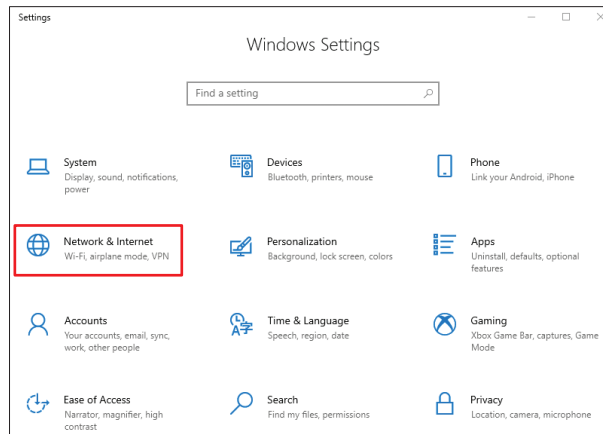 Settings
Windows Settings
Find a setting
System
Display, sound, notifications,
power
Devices
Bluetooth, printers, mouse
Phone
Link your Android, iPhone
Network & Internet
Wi-Fi, airplane mode, VPN
Personalization
Background, lock screen, colors
Apps
Uninstall, defaults, optional
features
Accounts
Your accounts, email, sync,
work, other people
Time & Language
Speech, region, date
Gaming
Xbox Game Bar, captures, Game
Mode
Ease of Access
Narrator, magnifier, high
contrast
Search
Find my files, permissions
Privacy
Location, camera, microphone